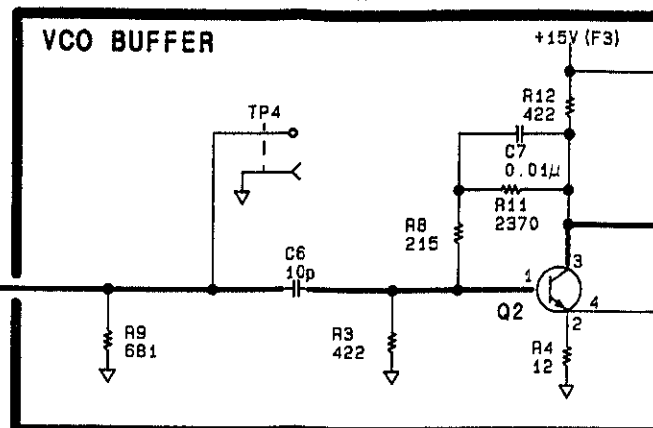 VCO BUFFER
+15V (F3)
TP4
R12
422
C7
0.01μ
R11
2370
R8
215
C6
10p
1
3
Q2
4
2
R9
681
R3
422
R4
12